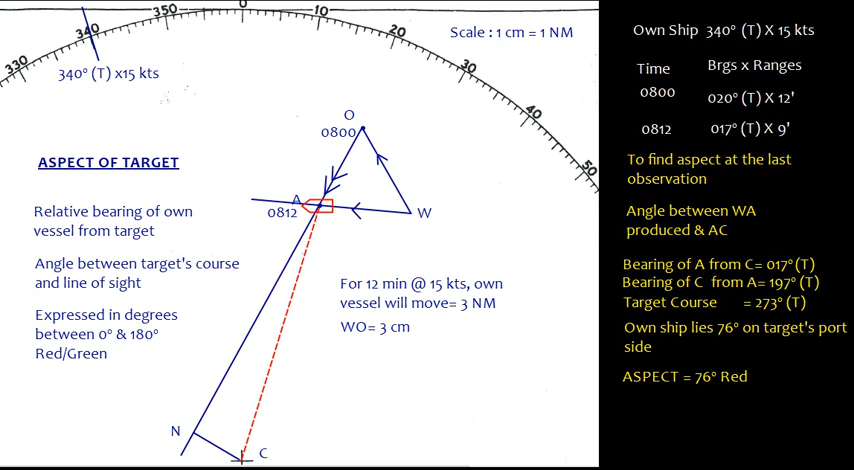 330
340
350
0
10
20
30
40
50
340° (T) x15 kts
Scale : 1 cm = 1 NM
O
0800
A
0812
W
N
C
ASPECT OF TARGET
Relative bearing of own
vessel from target
Angle between target's course
and line of sight
Expressed in degrees
between 0° & 180°
Red/Green
For 12 min @ 15 kts, own
vessel will move= 3 NM
WO= 3 cm
Own Ship 340° (T) X 15 kts
Time Brgs x Ranges
0800 020° (T) X 12'
0812 017° (T) X 9'
To find aspect at the last
observation
Angle between WA
produced & AC
Bearing of A from C= 017° (T)
Bearing of C from A= 197° (T)
Target Course = 273° (T)
Own ship lies 76° on target's port
side
ASPECT = 76° Red